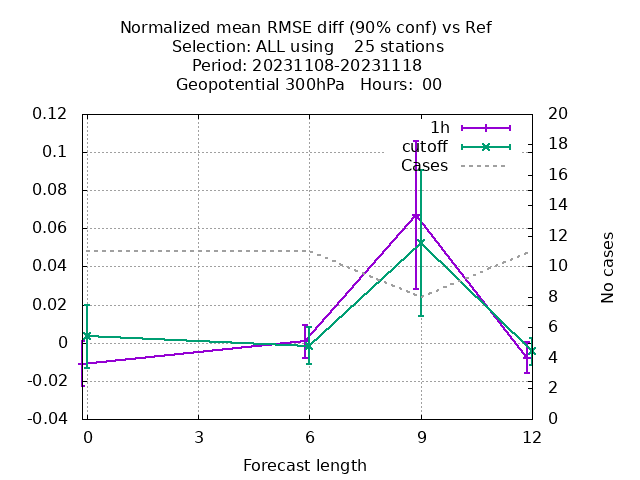 Normalized mean RMSE diff (90% conf) vs Ref
Selection: ALL using    25 stations
Period: 20231108-20231118
Geopotential 300hPa   Hours:  00
0.12
0.1
0.08
0.06
0.04
0.02
0
-0.02
-0.04
20
18
16
14
12
10
8
6
4
2
0
1h
cutoff
Cases
No cases
0 3 6 9 12
Forecast length